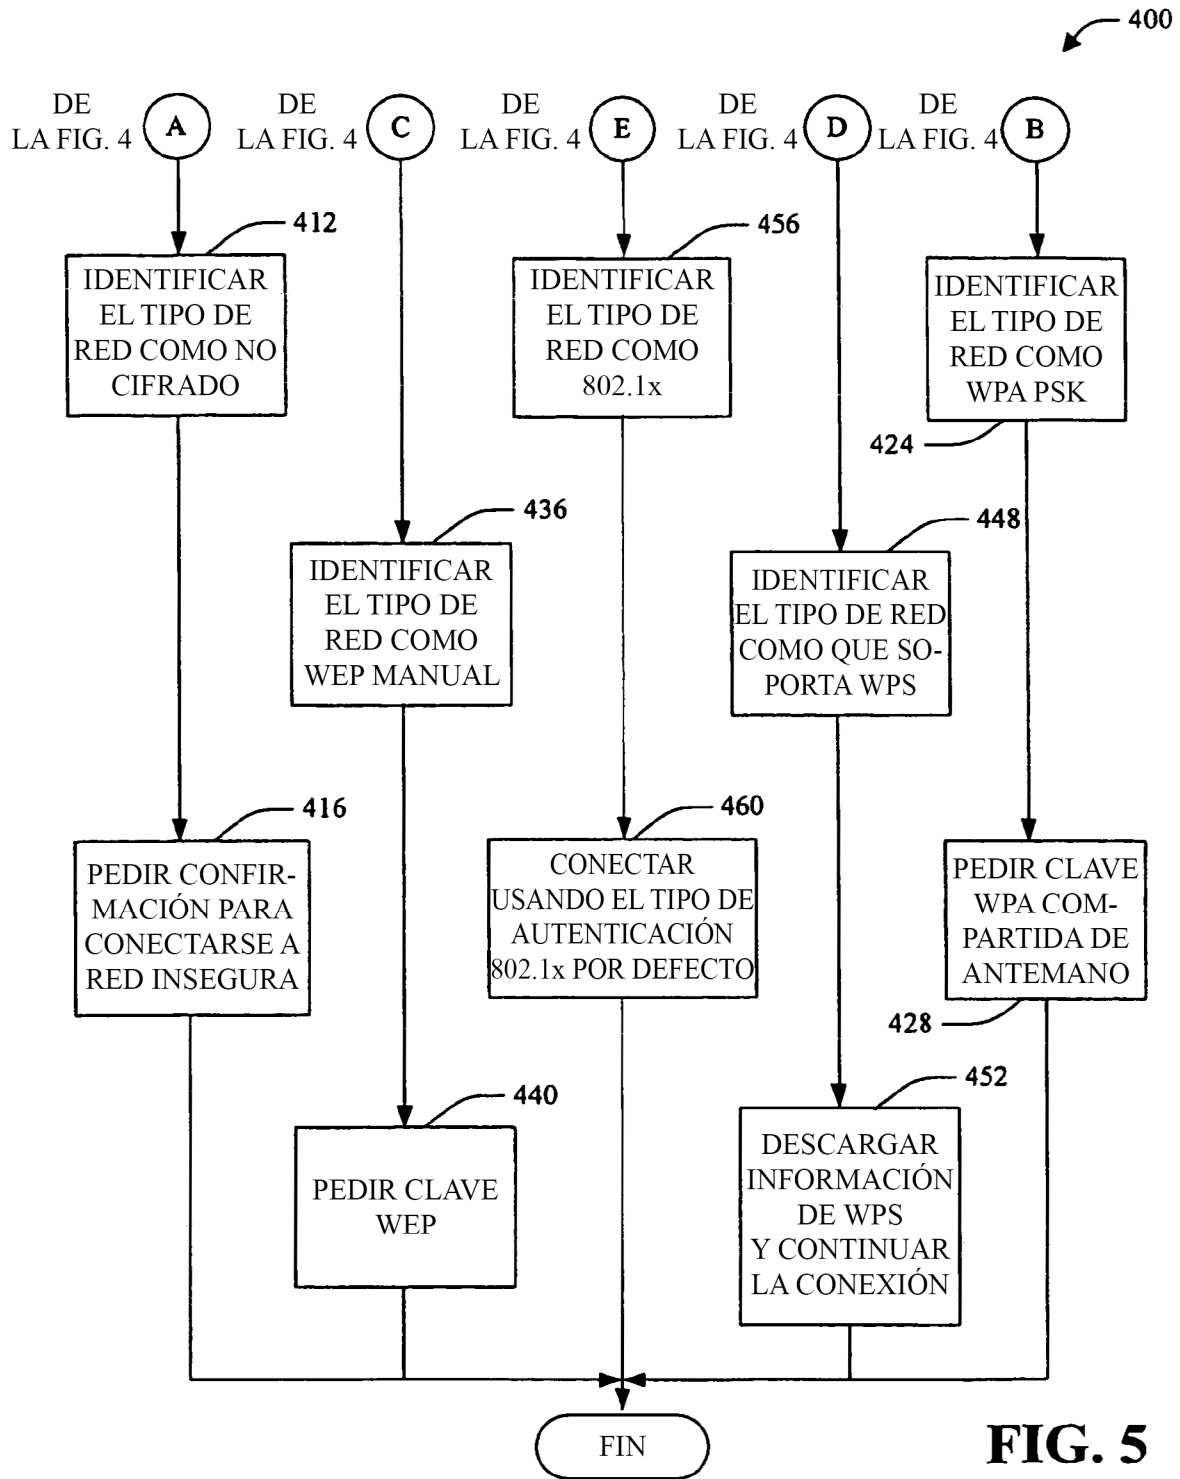 400
DE
LA FIG. 4
A
DE
LA FIG. 4
C
DE
LA FIG. 4
E
DE
LA FIG. 4
D
DE
LA FIG. 4
B
412
IDENTIFICAR
EL TIPO DE
RED COMO NO
CIFRADO
456
IDENTIFICAR
EL TIPO DE
RED COMO
802.1x
IDENTIFICAR
EL TIPO DE
RED COMO
WPA PSK
424
436
IDENTIFICAR
EL TIPO DE
RED COMO
WEP MANUAL
448
IDENTIFICAR
EL TIPO DE RED
COMO QUE SO-
PORTA WPS
416
PEDIR CONFIR-
MACIÓN PARA
CONECTARSE A
RED INSEGURA
460
CONECTAR
USANDO EL TIPO DE
AUTENTICACIÓN
802.1x POR DEFECTO
PEDIR CLAVE
WPA COM-
PARTIDA DE
ANTEMANO
428
440
PEDIR CLAVE
WEP
452
DESCARGAR
INFORMACIÓN
DE WPS
Y CONTINUAR
LA CONEXIÓN
FIN
FIG. 5